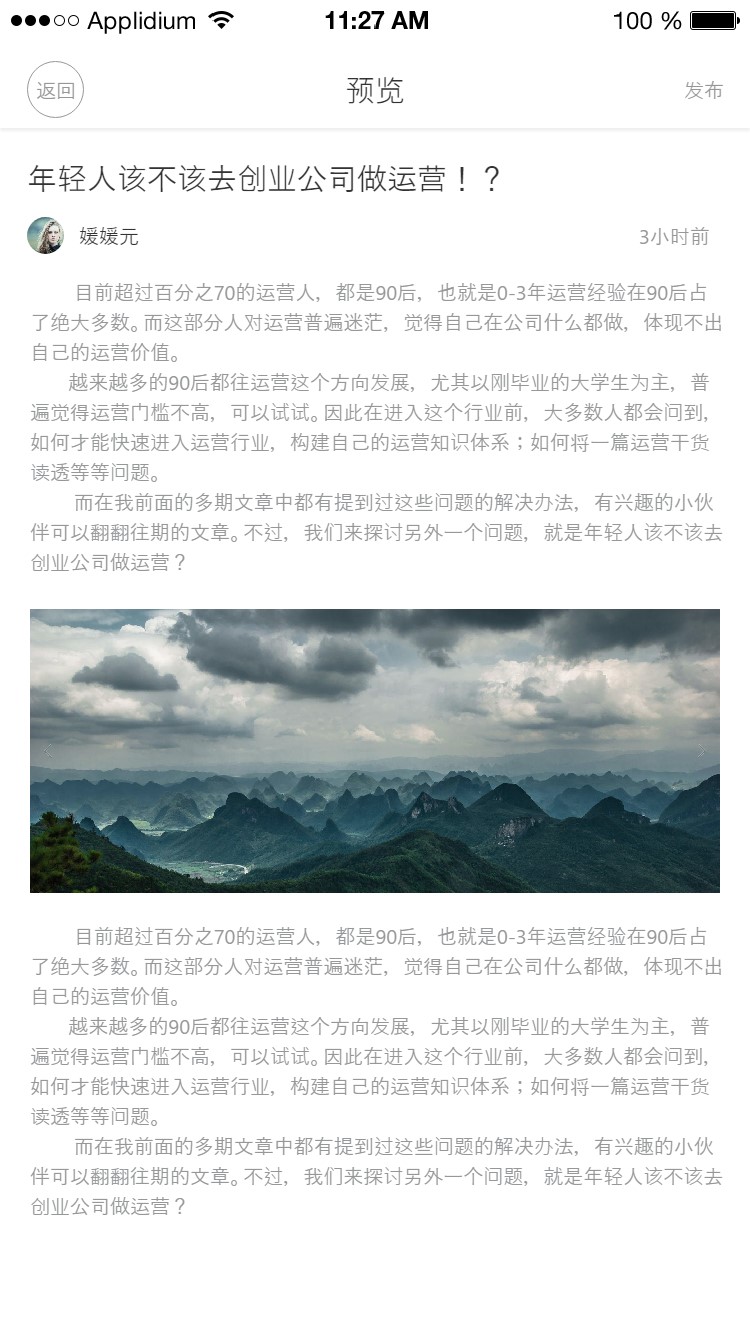 Applidium 11:27 AM 100 %
返回 预览 发布
年轻人该不该去创业公司做运营！？
媛媛元 3小时前
目前超过百分之70的运营人，都是90后，也就是0-3年运营经验在90后占
了绝大多数。而这部分人对运营普遍迷茫，觉得自己在公司什么都做，体现不出
自己的运营价值。
越来越多的90后都往运营这个方向发展，尤其以刚毕业的大学生为主，普
遍觉得运营门槛不高，可以试试。因此在进入这个行业前，大多数人都会问到，
如何才能快速进入运营行业，构建自己的运营知识体系；如何将一篇运营干货
读透等等问题。
而在我前面的多期文章中都有提到过这些问题的解决办法，有兴趣的小伙
伴可以翻翻往期的文章。不过，我们来探讨另外一个问题，就是年轻人该不该去
创业公司做运营？
目前超过百分之70的运营人，都是90后，也就是0-3年运营经验在90后占
了绝大多数。而这部分人对运营普遍迷茫，觉得自己在公司什么都做，体现不出
自己的运营价值。
越来越多的90后都往运营这个方向发展，尤其以刚毕业的大学生为主，普
遍觉得运营门槛不高，可以试试。因此在进入这个行业前，大多数人都会问到，
如何才能快速进入运营行业，构建自己的运营知识体系；如何将一篇运营干货
读透等等问题。
而在我前面的多期文章中都有提到过这些问题的解决办法，有兴趣的小伙
伴可以翻翻往期的文章。不过，我们来探讨另外一个问题，就是年轻人该不该去
创业公司做运营？